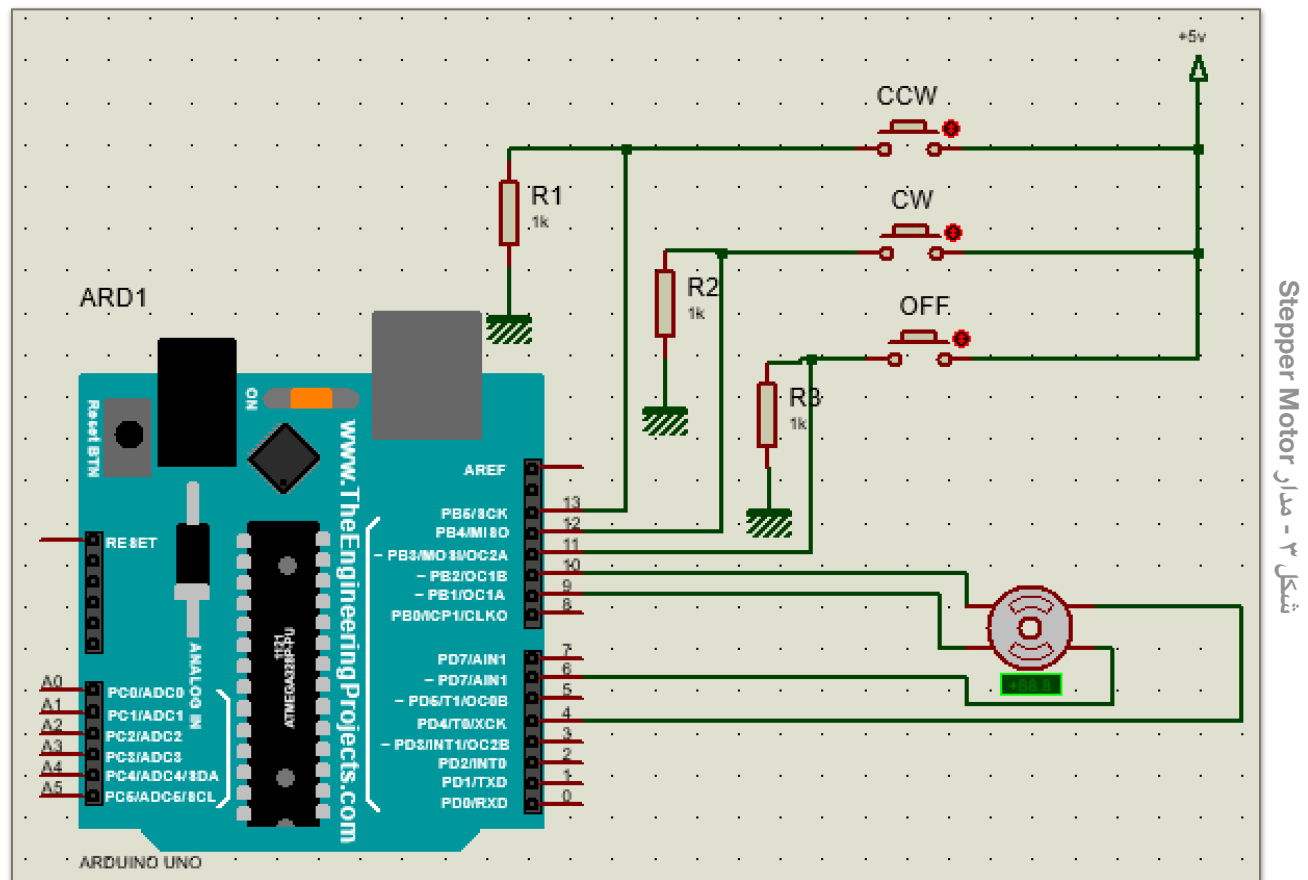 +5v
CCW
R1
1k
CW
R2
1k
OFF
R3
1k
ARD1
Reset BTN
ON
www.TheEngineeringProjects.com
AREF
13
PB5/SCK
12
PB4/MISO
11
~ PB3/MOSI/OC2A
10
~ PB2/OC1B
9
~ PB1/OC1A
8
PB0/ICP1/CLKO
7
PD7/AIN1
6
~ PD7/AIN1
5
~ PD5/T1/OC0B
4
PD4/T0/XCK
3
~ PD3/INT1/OC2B
2
PD2/INT0
1
PD1/TXD
0
PD0/RXD
RESET
ANALOG IN
A0
PC0/ADC0
A1
PC1/ADC1
A2
PC2/ADC2
A3
PC3/ADC3
A4
PC4/ADC4/SDA
A5
PC5/ADC5/SCL
1121
ATMEGA328P-PU
+88.8
ARDUINO UNO
شکل ۳ - مدار Stepper Motor